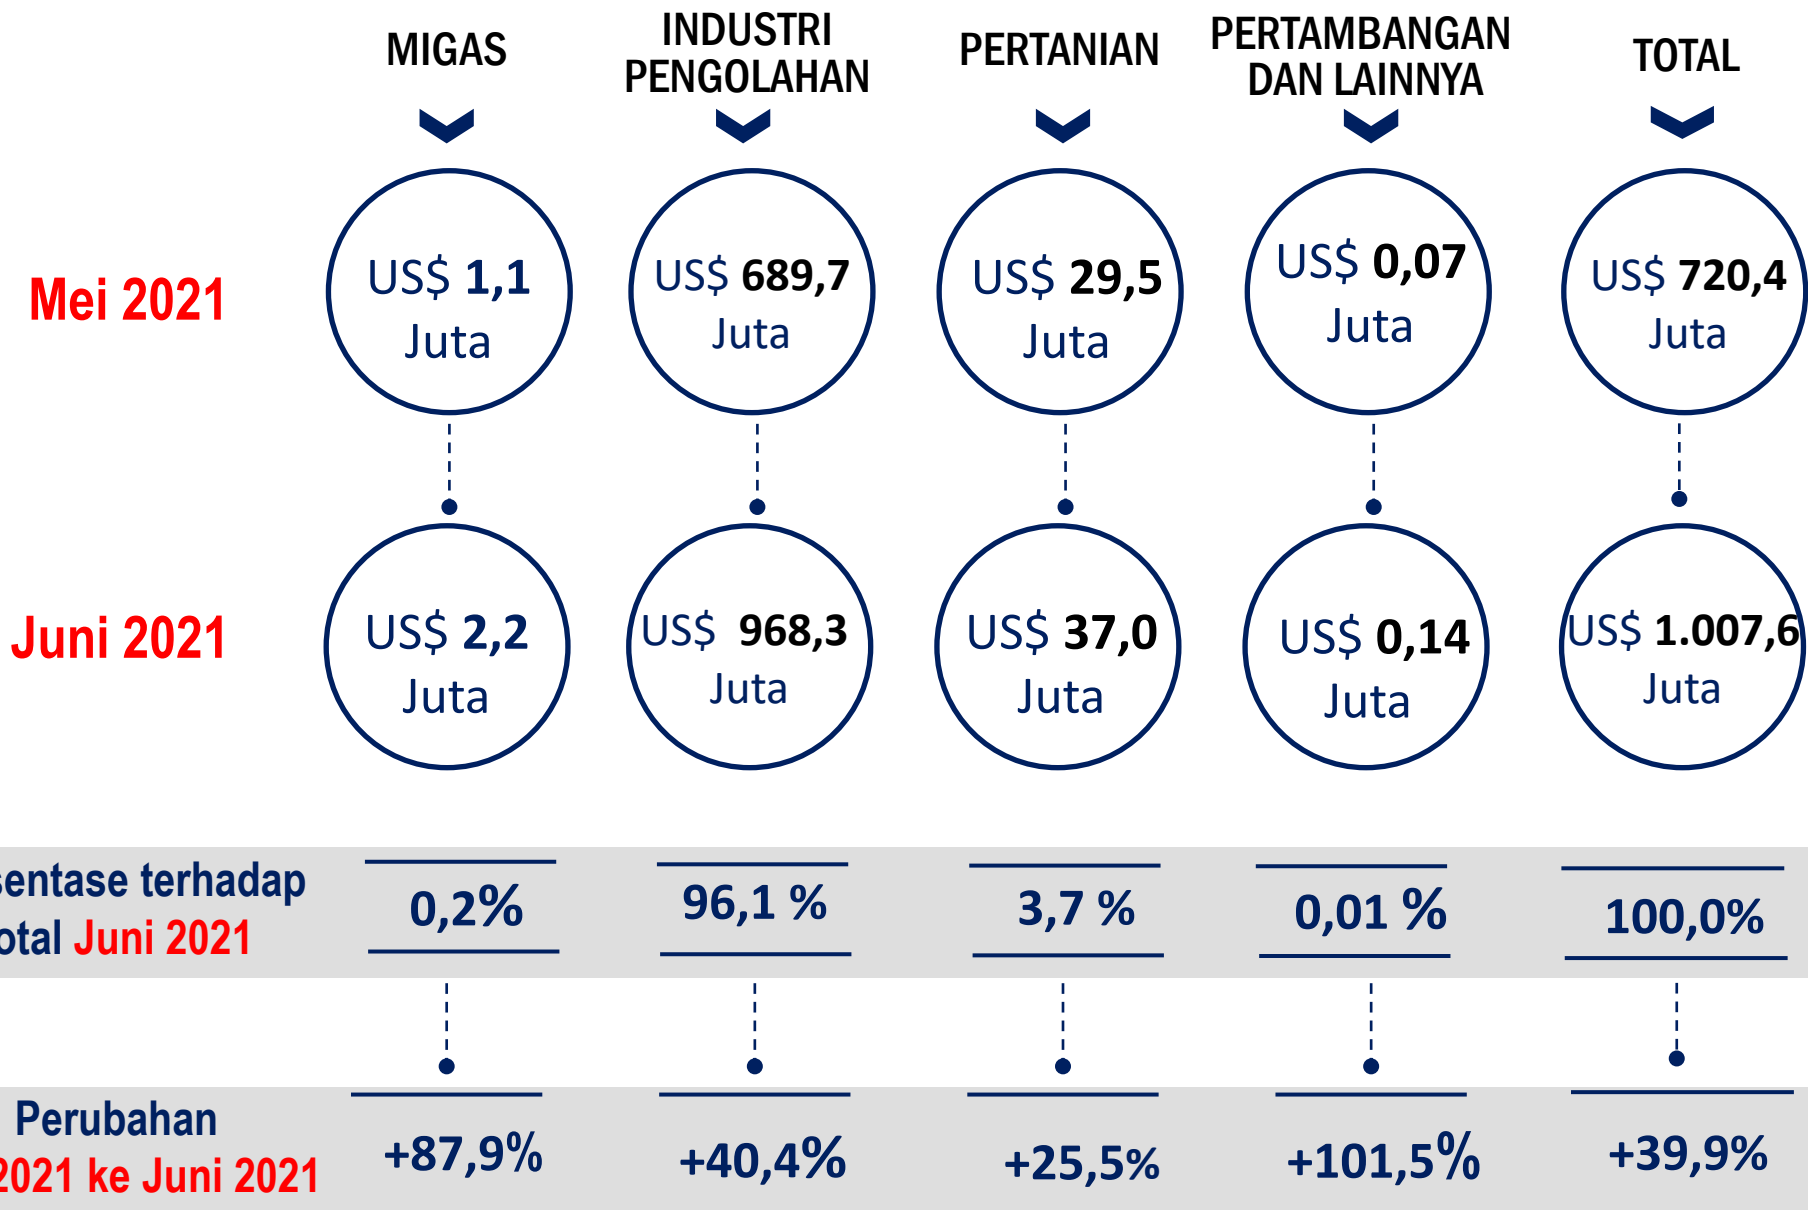 MIGAS
INDUSTRI
PENGOLAHAN
PERTANIAN
PERTAMBANGAN
DAN LAINNYA
TOTAL
Mei 2021
US$ 1,1
Juta
US$ 689,7
Juta
US$ 29,5
Juta
US$ 0,07
Juta
US$ 720,4
Juta
Juni 2021
US$ 2,2
Juta
US$ 968,3
Juta
US$ 37,0
Juta
US$ 0,14
Juta
US$ 1.007,6
Juta
sentase terhadap
otal Juni 2021
0,2%
96,1 %
3,7 %
0,01 %
100,0%
Perubahan
2021 ke Juni 2021
+87,9%
+40,4%
+25,5%
+101,5%
+39,9%